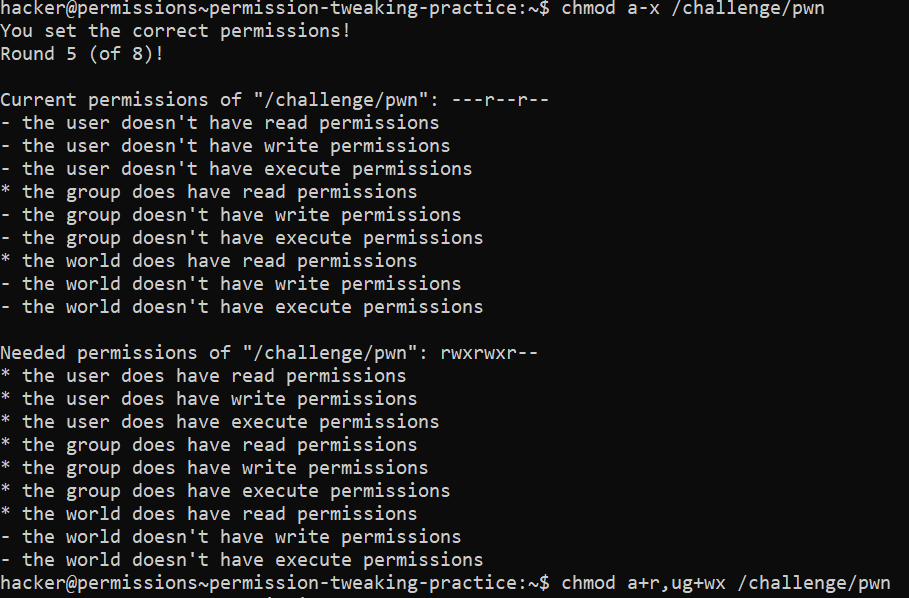 hacker@permissions~permission-tweaking-practice:~$ chmod a-x /challenge/pwn
You set the correct permissions!
Round 5 (of 8)!
Current permissions of "/challenge/pwn": ---r--r--
- the user doesn't have read permissions
- the user doesn't have write permissions
- the user doesn't have execute permissions
* the group does have read permissions
- the group doesn't have write permissions
- the group doesn't have execute permissions
* the world does have read permissions
- the world doesn't have write permissions
- the world doesn't have execute permissions
Needed permissions of "/challenge/pwn": rwxrwxr--
* the user does have read permissions
* the user does have write permissions
* the user does have execute permissions
* the group does have read permissions
* the group does have write permissions
* the group does have execute permissions
* the world does have read permissions
- the world doesn't have write permissions
- the world doesn't have execute permissions
hacker@permissions~permission-tweaking-practice:~$ chmod a+r,ug+wx /challenge/pwn